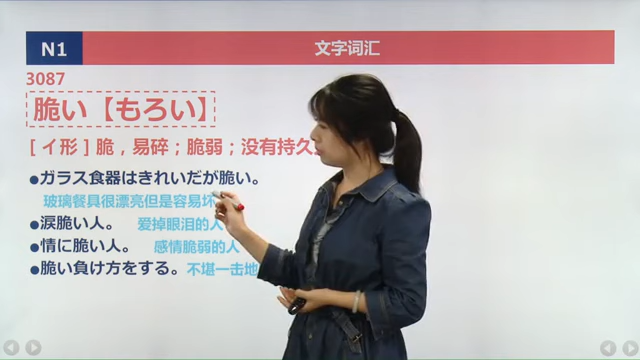 N1
文字词汇
3087
脆い【もろい】
[ イ形 ] 脆，易碎；脆弱；没有持久
●ガラス食器はきれいだが脆い。
玻璃餐具很漂亮但是容易坏
●涙脆い人。 爱掉眼泪的人
●情に脆い人。 感情脆弱的人
●脆い負け方をする。不堪一击地